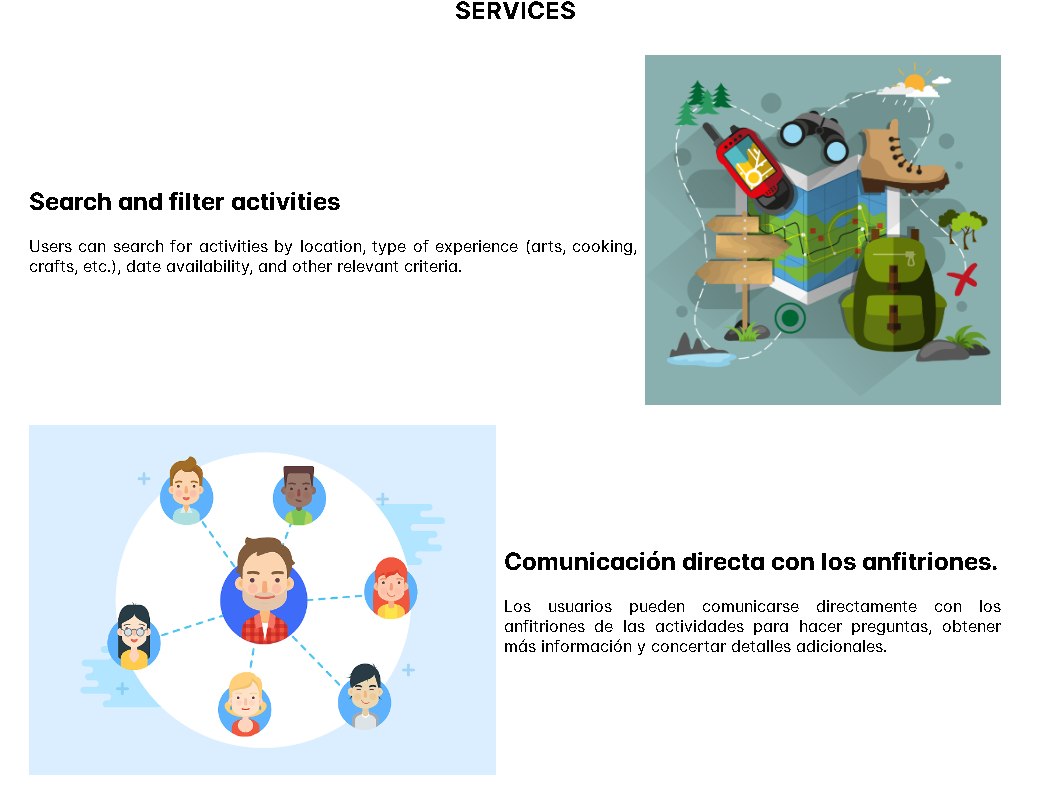 SERVICES
Search and filter activities
Users can search for activities by location, type of experience (arts, cooking,
crafts, etc.), date availability, and other relevant criteria.
Comunicación directa con los anfitriones.
Los usuarios pueden comunicarse directamente con los
anfitriones de las actividades para hacer preguntas, obtener
más información y concertar detalles adicionales.